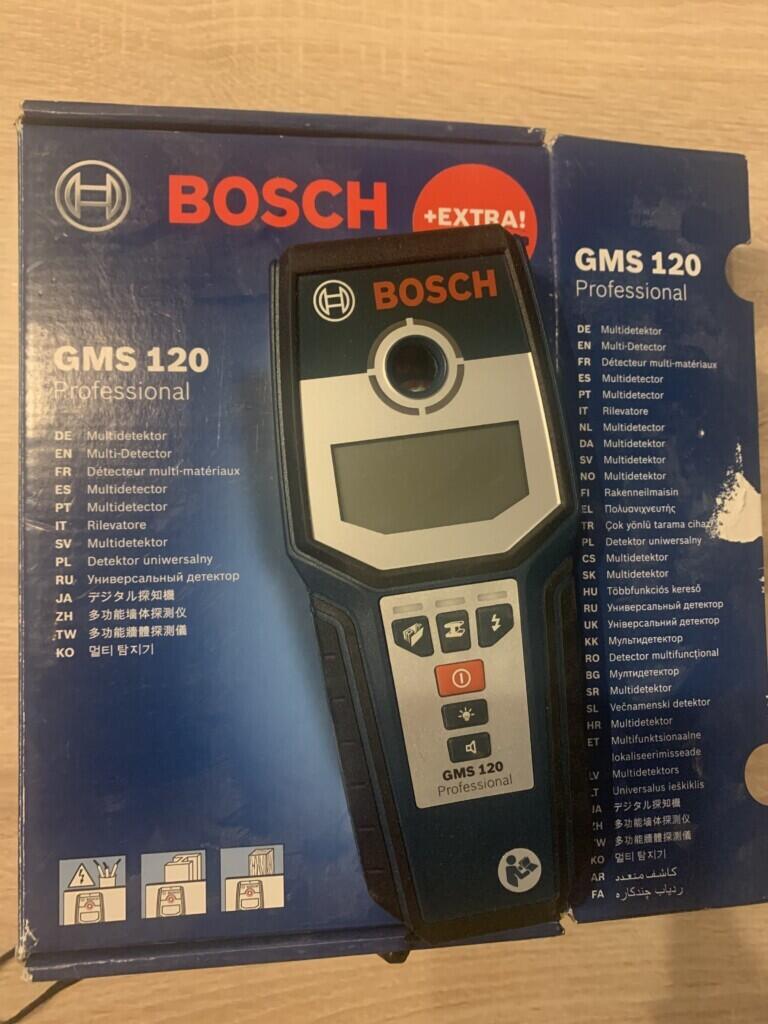 BOSCH
+EXTRA!
GMS 120
Professional
DE Multidetektor
EN Multi-Detector
FR Détecteur multi-matériaux
ES Multidetector
PT Multidetector
IT Rilevatore
SV Multidetektor
PL Detektor uniwersalny
RU Универсальный детектор
JA デジタル探知機
ZH 多功能墙体探测仪
TW 多功能牆體探測儀
KO 멀티 탐지기
BOSCH
GMS 120
Professional
GMS 120
Professional
DE Multidetektor
EN Multi-Detector
FR Détecteur multi-matériaux
ES Multidetector
PT Multidetector
IT Rilevatore
NL Multidetector
DA Multidetektor
SV Multidetektor
NO Multidetektor
FI Rakenneilmaisin
EL Πολυανιχνευτής
TR Çok yönlü tarama cihaz
PL Detektor uniwersalny
CS Multidetektor
SK Multidetektor
HU Többfunkciós kereső
RU Универсальный детектор
UK Універсальний детектор
KK Мультидетектор
RO Detector multifuncțional
BG Мултидетектор
SR Multidetektor
SL Večnamenski detektor
HR Multidetektor
ET Multifunktsionaalne
lokaliseerimisseade
LV Multidetektors
LT Universalus ieškiklis
JA デジタル探知機
ZH 多功能墙体探测仪
TW 多功能牆體探測儀
KO 멀티 탐지기
AR كاشف متعدد
FA ردیاب چندکاره